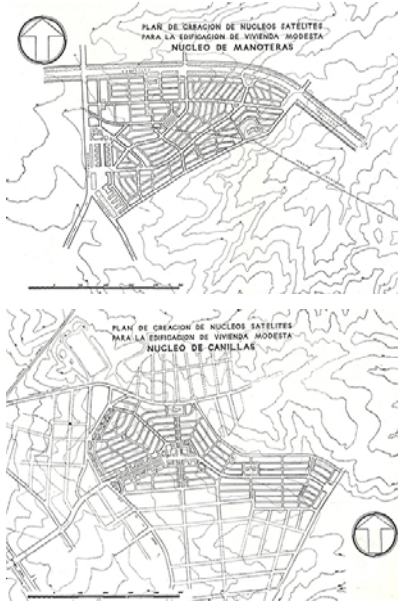 PLAN DE CREACION DE NUCLEOS SATELITES
PARA LA EDIFICACION DE VIVIENDA MODESTA
NUCLEO DE MANOTERAS
PLAN DE CREACION DE NUCLEOS SATELITES
PARA LA EDIFICACION DE VIVIENDA MODESTA
NUCLEO DE CANILLAS